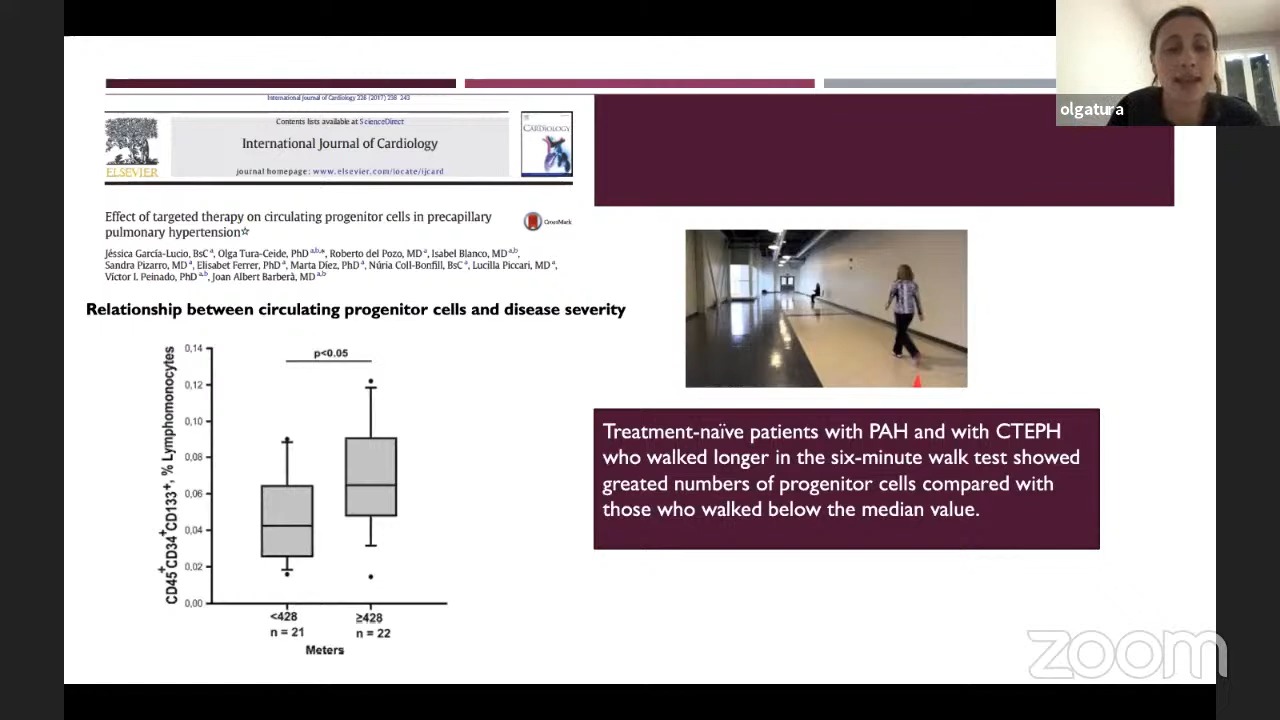 olgatura
International Journal of Cardiology 226 (2017) 238 243
Contents lists available at ScienceDirect
International Journal of Cardiology
journal homepage: www.elsevier.com/locate/ijcard
ELSEVIER
CARDIOLOGY
Effect of targeted therapy on circulating progenitor cells in precapillary
pulmonary hypertension☆
CrossMark
Jéssica García-Lucio, BsC a, Olga Tura-Ceide, PhD a,b,*, Roberto del Pozo, MD a, Isabel Blanco, MD a,b,
Sandra Pizarro, MD a, Elisabet Ferrer, PhD a, Marta Díez, PhD a, Núria Coll-Bonfill, BsC a, Lucilla Piccari, MD a,
Víctor I. Peinado, PhD a,b, Joan Albert Barberà, MD a,b
Relationship between circulating progenitor cells and disease severity
CD45+CD34+CD133+, % Lymphomonocytes
0,14
0,12
0,10
0,08
0,06
0,04
0,02
0,00
p<0.05
<428
n = 21
≥428
n = 22
Meters
Treatment-naïve patients with PAH and with CTEPH
who walked longer in the six-minute walk test showed
greated numbers of progenitor cells compared with
those who walked below the median value.
zoom